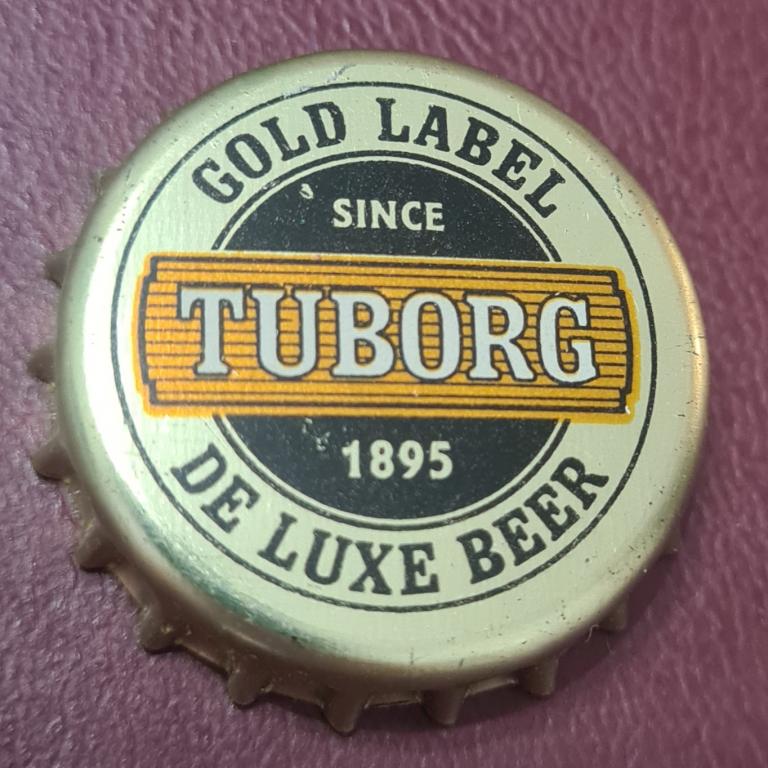 GOLD LABEL
SINCE
TUBORG
1895
DE LUXE BEER